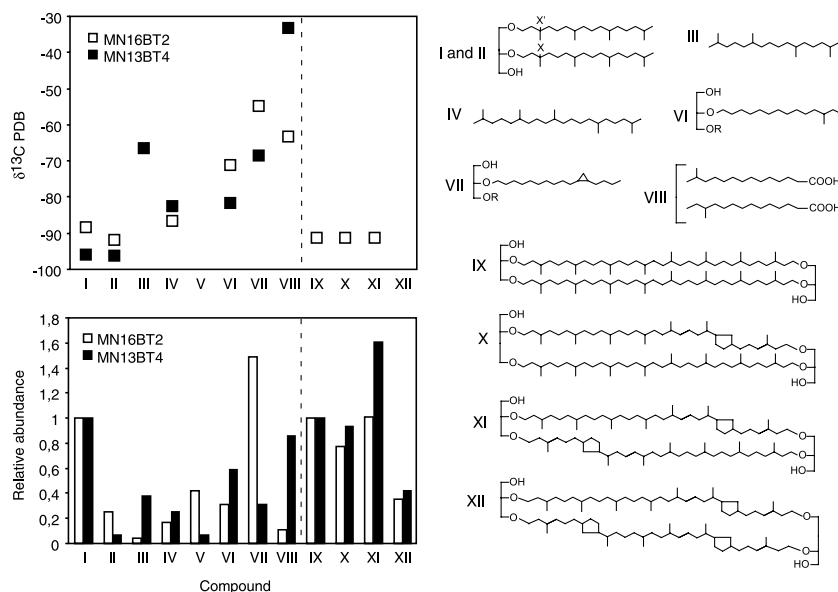 -30
-40
-50
-60
-70
-80
-90
-100
δ13C PDB
MN16BT2
MN13BT4
I II III IV V VI VII VIII IX X XI XII
1,8
1,6
1,4
1,2
1
0,8
0,6
0,4
0,2
0
Relative abundance
MN16BT2
MN13BT4
I II III IV V VI VII VIII IX X XI XII
Compound
I and II
O
X'
O
X
OH
III
IV
VI
OH
O
OR
VII
OH
O
OR
VIII
COOH
COOH
IX
OH
O
O
O
O
HO
X
OH
O
O
O
O
HO
XI
OH
O
O
O
O
HO
XII
OH
O
O
O
O
HO